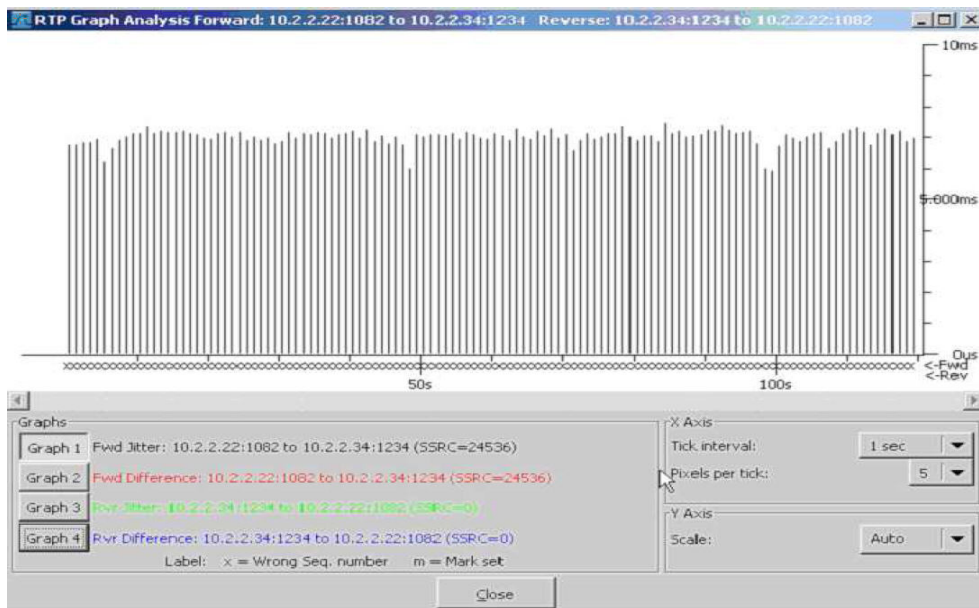 RTP Graph Analysis Forward: 10.2.2.22:1082 to 10.2.2.34:1234 Reverse: 10.2.2.34:1234 to 10.2.2.22:1082
10ms
5.000ms
0us
<-Fwd
<-Rev
50s
100s
Graphs
Graph 1 Fwd Jitter: 10.2.2.22:1082 to 10.2.2.34:1234 (SSRC=24536)
Graph 2 Fwd Difference: 10.2.2.22:1082 to 10.2.2.34:1234 (SSRC=24536)
Graph 3 Rvr Jitter: 10.2.2.34:1234 to 10.2.2.22:1082 (SSRC=0)
Graph 4 Rvr Difference: 10.2.2.34:1234 to 10.2.2.22:1082 (SSRC=0)
Label: x = Wrong Seq. number m = Mark set
X Axis
Tick interval: 1 sec
Pixels per tick: 5
Y Axis
Scale: Auto
Close